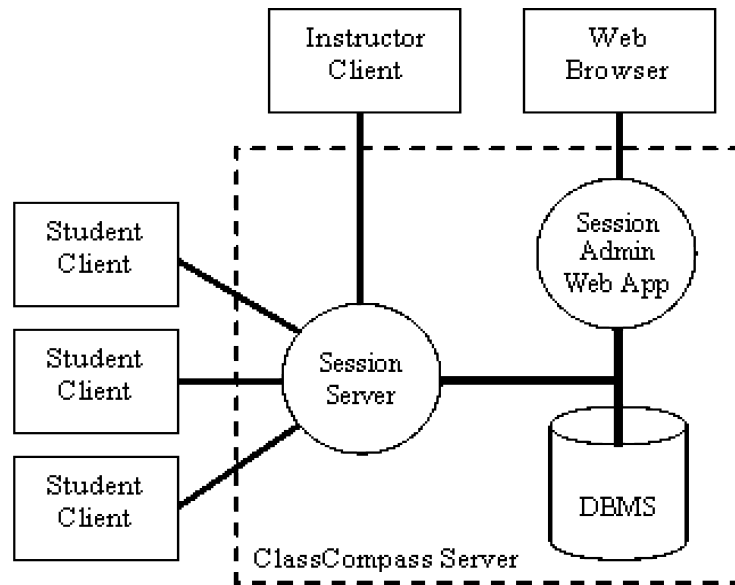 Instructor
Client
Web
Browser
Student
Client
Session
Admin
Web App
Student
Client
Session
Server
Student
Client
DBMS
ClassCompass Server